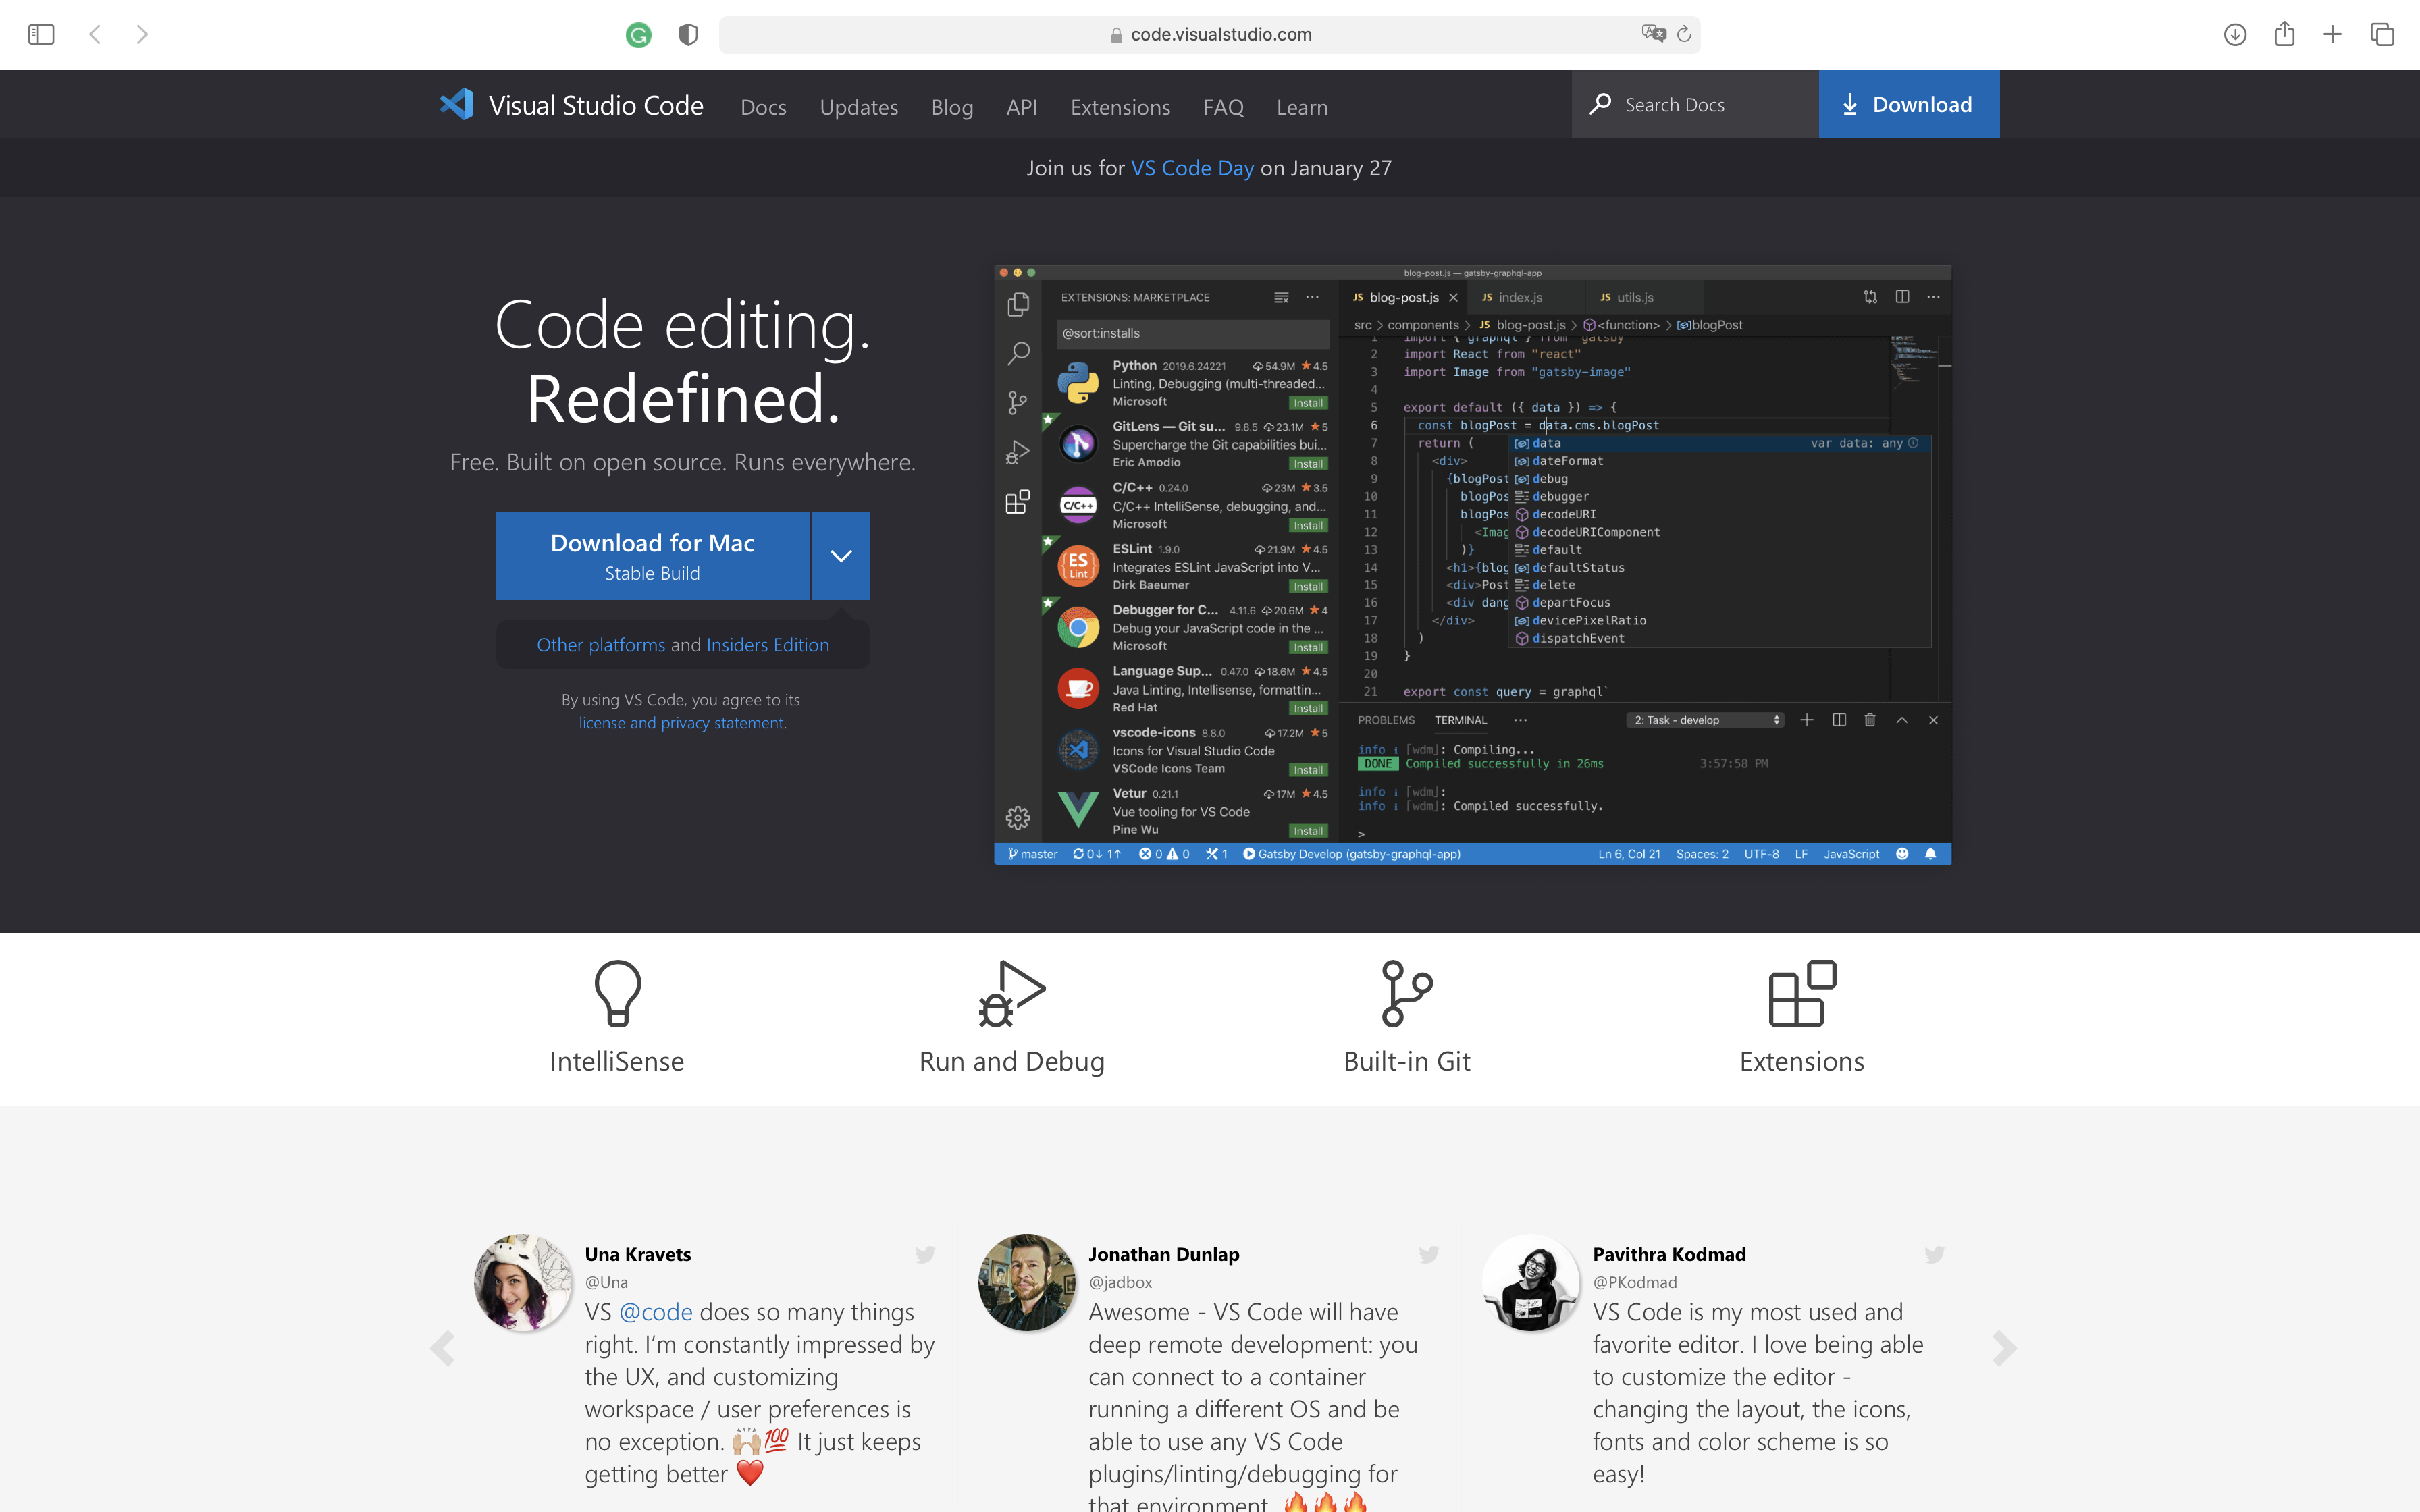 code.visualstudio.com
Visual Studio Code Docs Updates Blog API Extensions FAQ Learn Search Docs Download
Join us for VS Code Day on January 27
Code editing.
Redefined.
Free. Built on open source. Runs everywhere.
Download for Mac
Stable Build
Other platforms and Insiders Edition
By using VS Code, you agree to its
license and privacy statement.
blog-post.js — gatsby-graphql-app
EXTENSIONS: MARKETPLACE
@sort:installs
Python 2019.6.24221 54.9M ★4.5
Linting, Debugging (multi-threaded...
Microsoft Install
GitLens — Git su... 9.8.5 23.1M ★5
Supercharge the Git capabilities bui...
Eric Amodio Install
C/C++
C/C++ 0.24.0 23M ★3.5
C/C++ IntelliSense, debugging, and...
Microsoft Install
ES
Lint
ESLint 1.9.0 21.9M ★4.5
Integrates ESLint JavaScript into V...
Dirk Baeumer Install
Debugger for C... 4.11.6 20.6M ★4
Debug your JavaScript code in the ...
Microsoft Install
Language Sup... 0.47.0 18.6M ★4.5
Java Linting, Intellisense, formattin...
Red Hat Install
vscode-icons 8.8.0 17.2M ★5
Icons for Visual Studio Code
VSCode Icons Team Install
Vetur 0.21.1 17M ★4.5
Vue tooling for VS Code
Pine Wu Install
JS blog-post.js JS index.js JS utils.js
src > components > JS blog-post.js > <function> > blogPost
1 import { graphql } from "gatsby"
2 import React from "react"
3 import Image from "gatsby-image"
4
5 export default ({ data }) => {
6 const blogPost = data.cms.blogPost
7 return (
8 <div>
9 {blogPost
10 blogPos
11 blogPos
12 <Imag
13 )}
14 <h1>{blog
15 <div>Post
16 <div dang
17 </div>
18 )
19 }
20
21 export const query = graphql`
data var data: any
dateFormat
debug
debugger
decodeURI
decodeURIComponent
default
defaultStatus
delete
departFocus
devicePixelRatio
dispatchEvent
PROBLEMS TERMINAL ··· 2: Task - develop
info ｢wdm｣: Compiling...
DONE Compiled successfully in 26ms 3:57:58 PM
info ｢wdm｣:
info ｢wdm｣: Compiled successfully.
>
master 0↓ 1↑ 0 0 1 Gatsby Develop (gatsby-graphql-app) Ln 6, Col 21 Spaces: 2 UTF-8 LF JavaScript
IntelliSense Run and Debug Built-in Git Extensions
Una Kravets
@Una
VS @code does so many things
right. I’m constantly impressed by
the UX, and customizing
workspace / user preferences is
no exception. 🙌🏼💯 It just keeps
getting better ❤️
Jonathan Dunlap
@jadbox
Awesome - VS Code will have
deep remote development: you
can connect to a container
running a different OS and be
able to use any VS Code
plugins/linting/debugging for
that environment. 🔥🔥🔥
Pavithra Kodmad
@PKodmad
VS Code is my most used and
favorite editor. I love being able
to customize the editor -
changing the layout, the icons,
fonts and color scheme is so
easy!